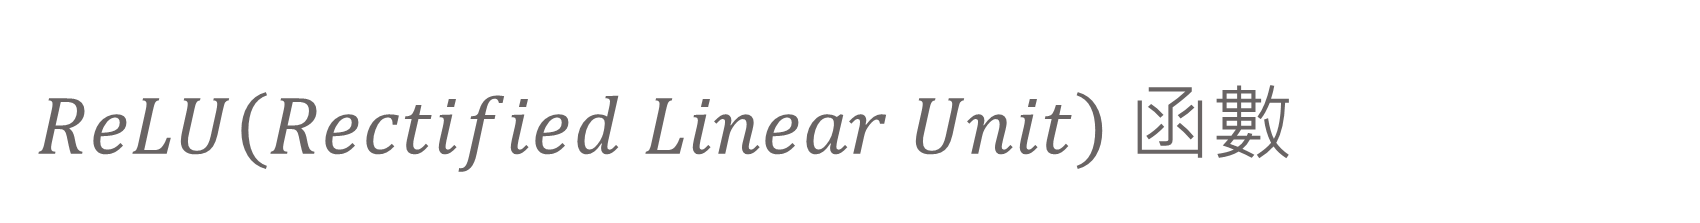 ReLU(Rectified Linear Unit) 函數